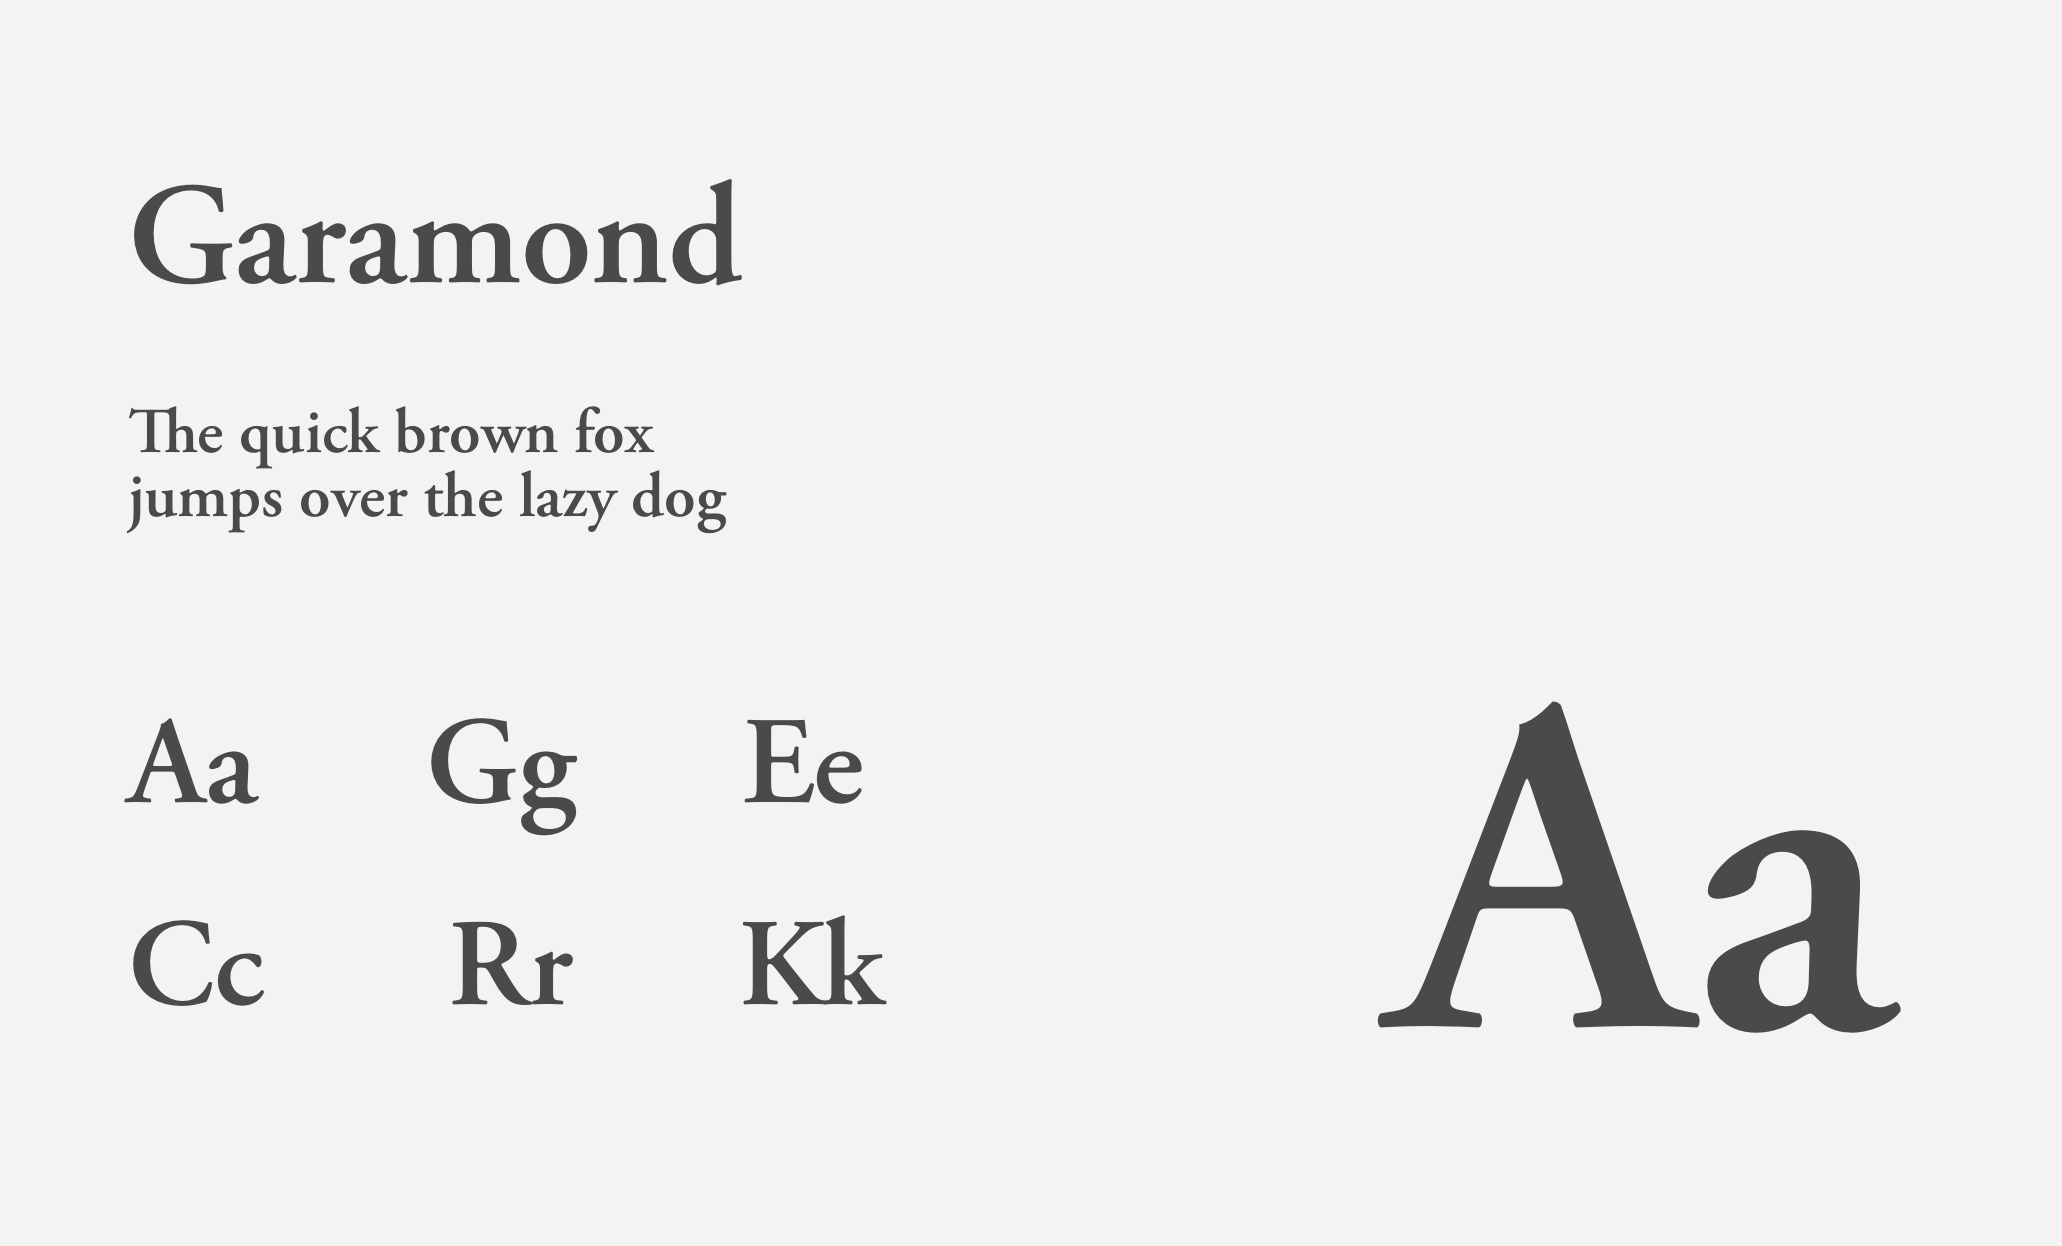 Garamond
The quick brown fox
jumps over the lazy dog
Aa Gg Ee
Cc Rr Kk
Aa